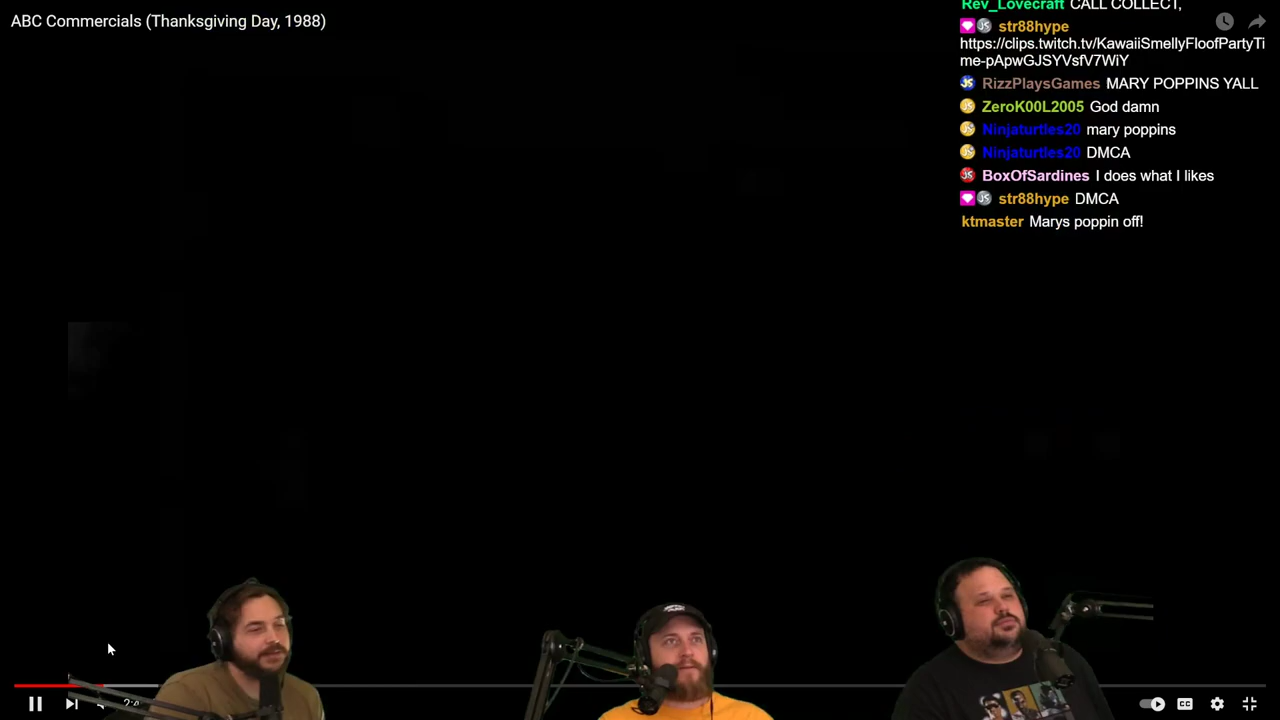 ABC Commercials (Thanksgiving Day, 1988)
Rev_Lovecraft CALL COLLECT,
str88hype
https://clips.twitch.tv/KawaiiSmellyFloofPartyTi
me-pApwGJSYVsfV7WiY
RizzPlaysGames MARY POPPINS YALL
ZeroK00L2005 God damn
Ninjaturtles20 mary poppins
Ninjaturtles20 DMCA
BoxOfSardines I does what I likes
str88hype DMCA
ktmaster Marys poppin off!
CC